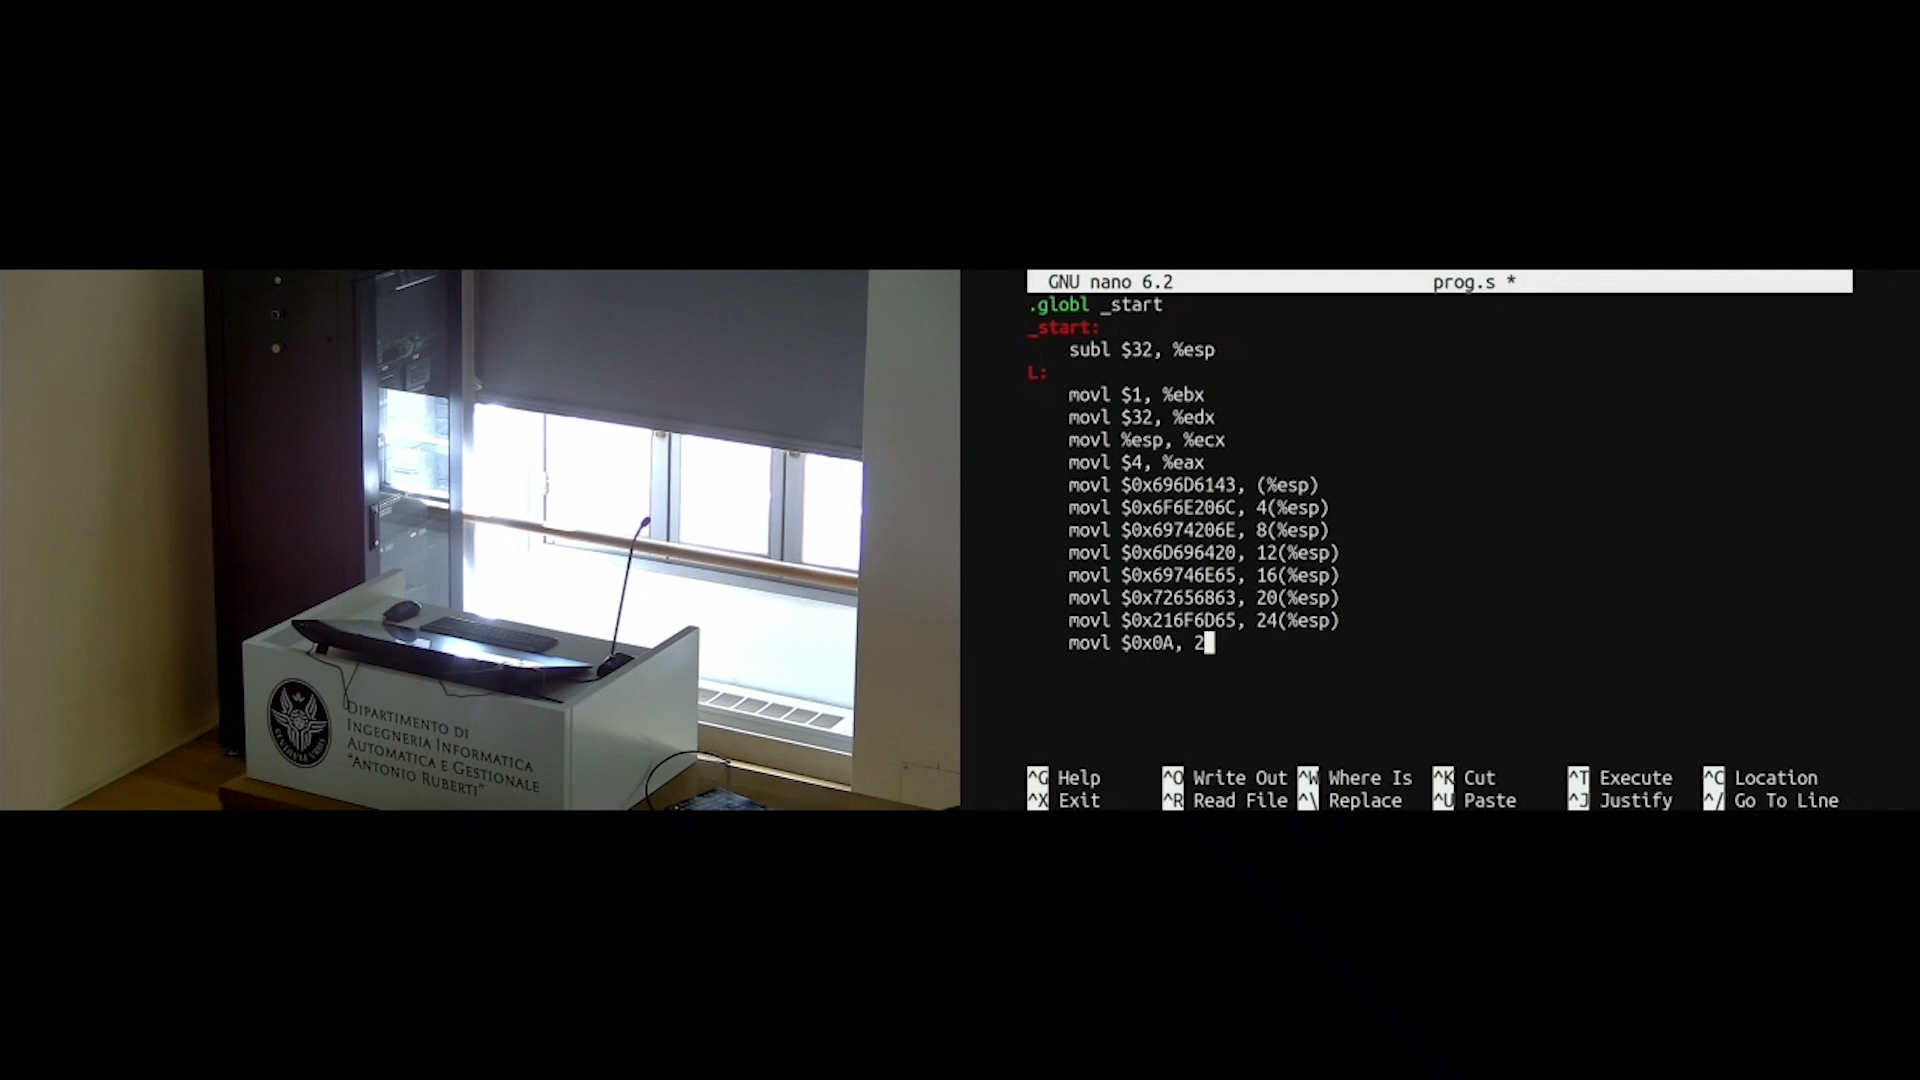 DIPARTIMENTO DI
INGEGNERIA INFORMATICA
AUTOMATICA E GESTIONALE
"ANTONIO RUBERTI"
GNU nano 6.2 prog.s *
.globl _start
_start:
subl $32, %esp
L:
movl $1, %ebx
movl $32, %edx
movl %esp, %ecx
movl $4, %eax
movl $0x696D6143, (%esp)
movl $0x6F6E206C, 4(%esp)
movl $0x6974206E, 8(%esp)
movl $0x6D696420, 12(%esp)
movl $0x69746E65, 16(%esp)
movl $0x72656863, 20(%esp)
movl $0x216F6D65, 24(%esp)
movl $0x0A, 2
^G Help ^O Write Out ^W Where Is ^K Cut ^T Execute ^C Location
^X Exit ^R Read File ^\ Replace ^U Paste ^J Justify ^/ Go To Line